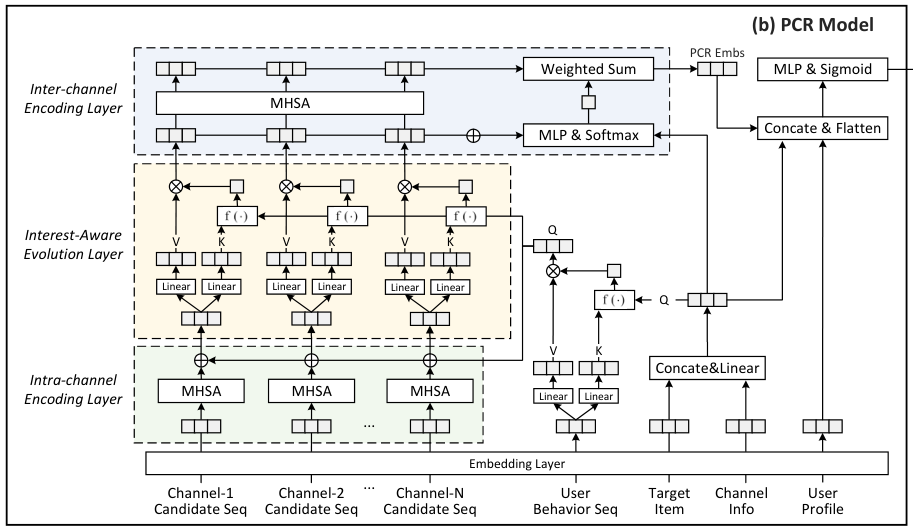 (b) PCR Model
PCR Embs
Inter-channel
Encoding Layer
Weighted Sum
MLP & Sigmoid
MHSA
MLP & Softmax
Concate & Flatten
Interest-Aware
Evolution Layer
f (·)
f (·)
f (·)
V
K
V
K
V
K
Q
Linear
Linear
Linear
Linear
Linear
Linear
f (·)
Q
Intra-channel
Encoding Layer
V
K
Concate&Linear
MHSA
MHSA
MHSA
Linear
Linear
...
Embedding Layer
Channel-1
Candidate Seq
Channel-2
Candidate Seq
...
Channel-N
Candidate Seq
User
Behavior Seq
Target
Item
Channel
Info
User
Profile